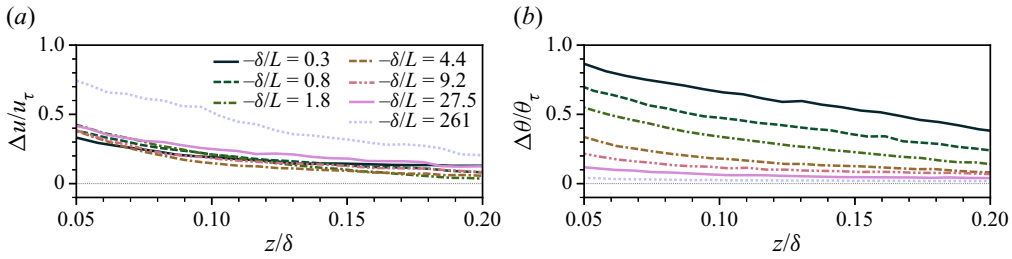 (a)
1.0
0.5
0
Δu/u_τ
−δ/L = 0.3
−δ/L = 0.8
−δ/L = 1.8
−δ/L = 4.4
−δ/L = 9.2
−δ/L = 27.5
−δ/L = 261
0.05 0.10 0.15 0.20
z/δ
(b)
1.0
0.5
0
Δθ/θ_τ
0.05 0.10 0.15 0.20
z/δ